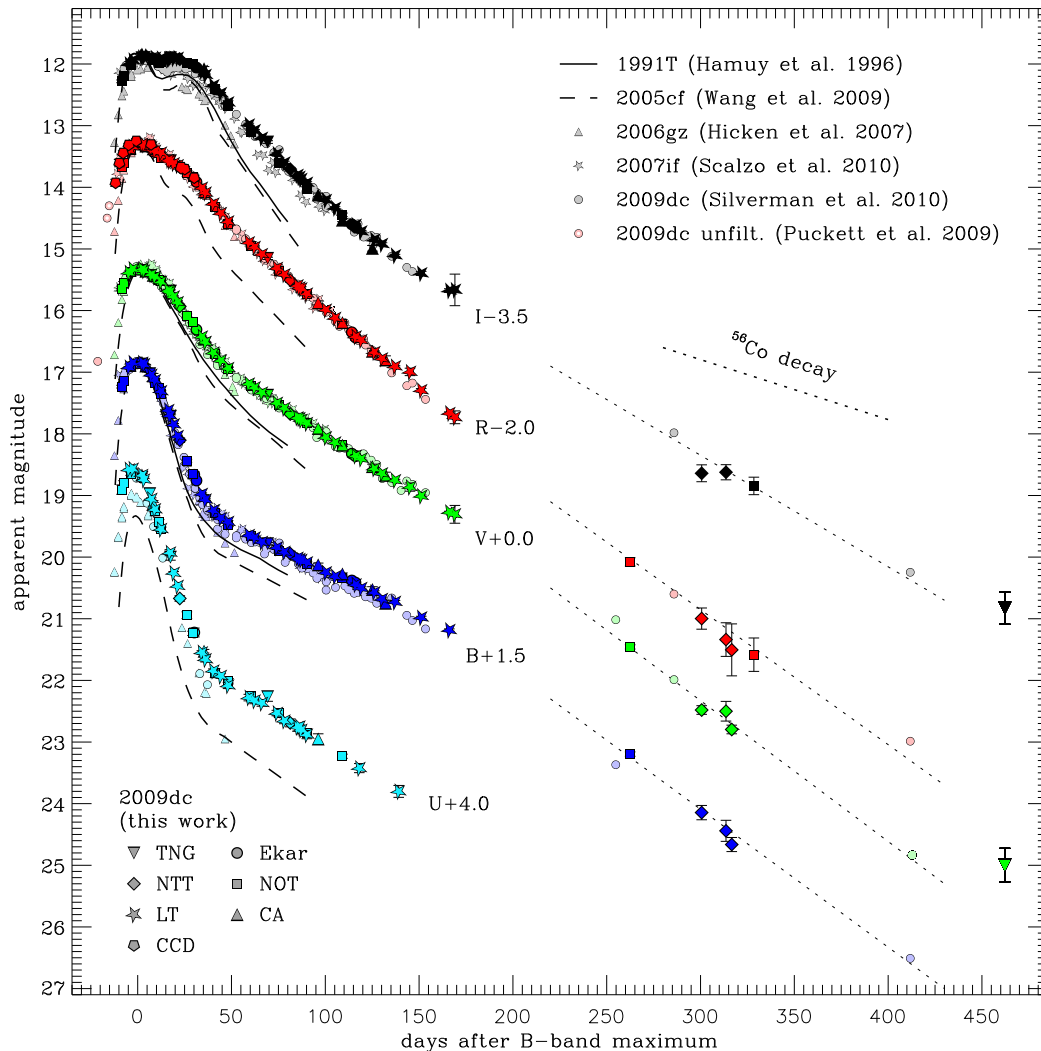 1991T (Hamuy et al. 1996)
2005cf (Wang et al. 2009)
2006gz (Hicken et al. 2007)
2007if (Scalzo et al. 2010)
2009dc (Silverman et al. 2010)
2009dc unfilt. (Puckett et al. 2009)
12
13
14
15
16
17
18
19
20
21
22
23
24
25
26
27
apparent magnitude
I−3.5
R−2.0
V+0.0
B+1.5
U+4.0
⁵⁶Co decay
2009dc
(this work)
TNG Ekar
NTT NOT
LT CA
CCD
0 50 100 150 200 250 300 350 400 450
days after B−band maximum